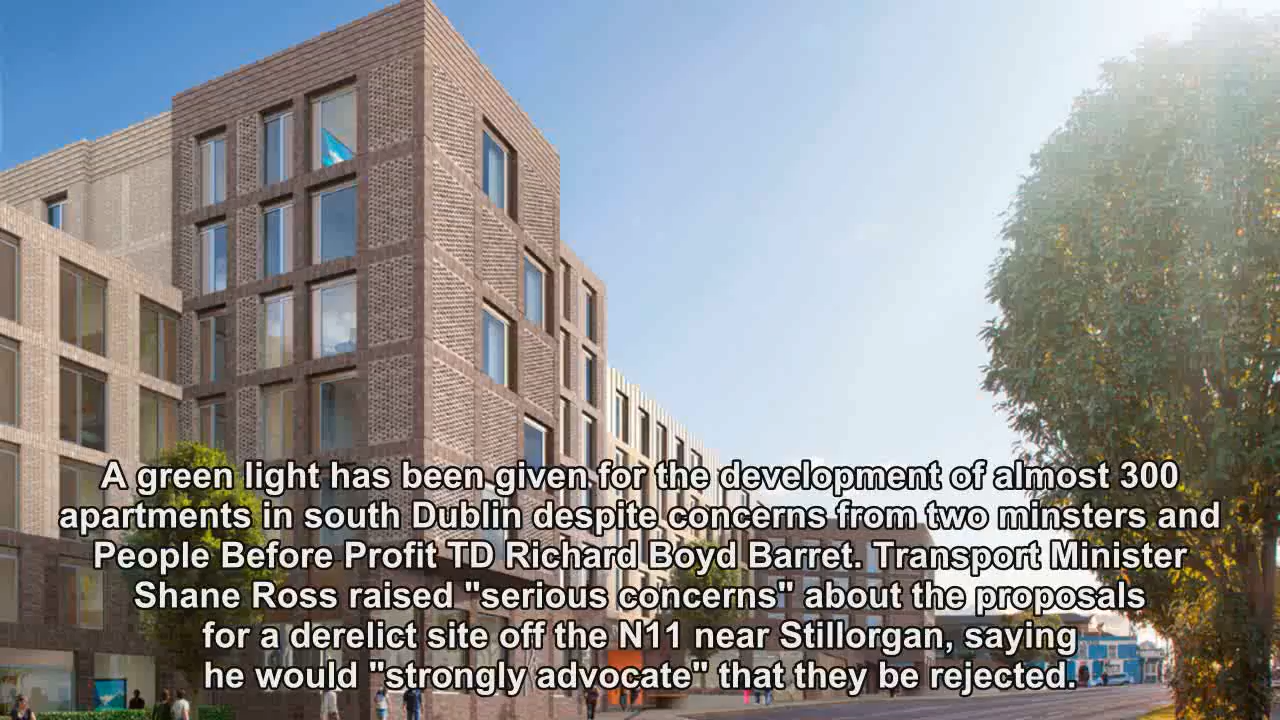 A green light has been given for the development of almost 300
apartments in south Dublin despite concerns from two minsters and
People Before Profit TD Richard Boyd Barret. Transport Minister
Shane Ross raised "serious concerns" about the proposals
for a derelict site off the N11 near Stillorgan, saying
he would "strongly advocate" that they be rejected.